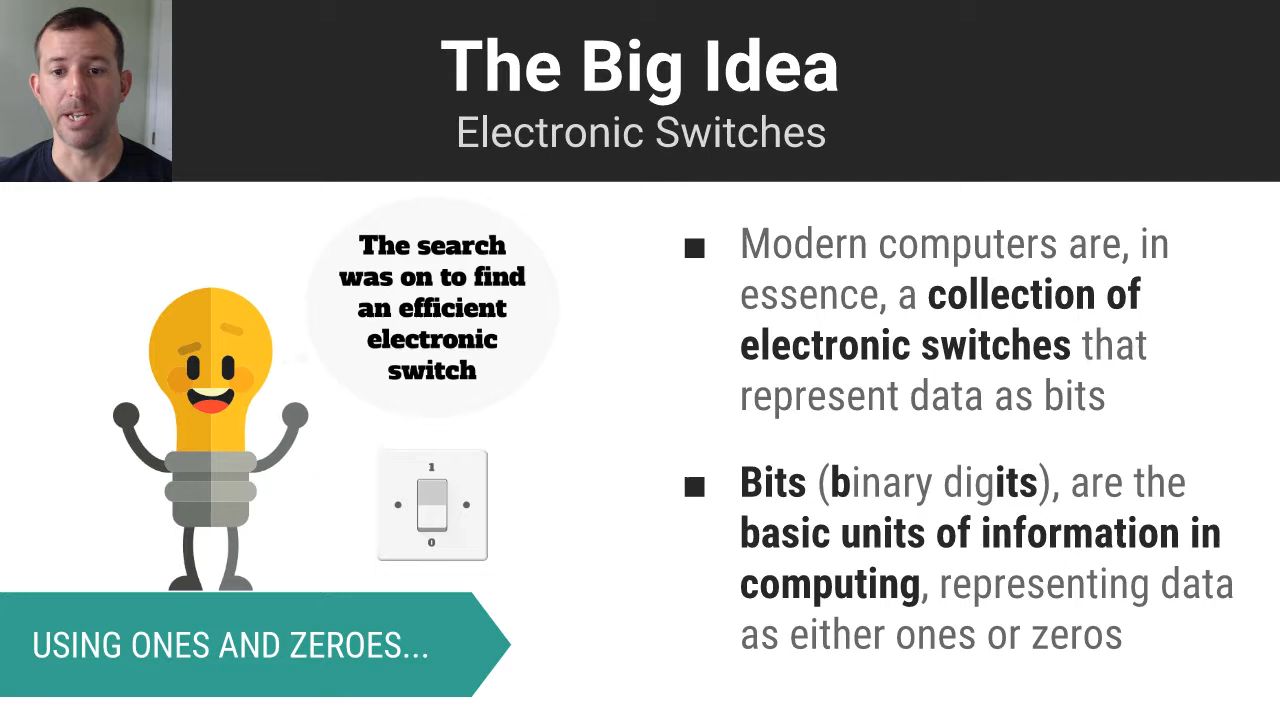 The Big Idea
Electronic Switches
The search
was on to find
an efficient
electronic
switch
1
0
USING ONES AND ZEROES...
■ Modern computers are, in
essence, a collection of
electronic switches that
represent data as bits
■ Bits (binary digits), are the
basic units of information in
computing, representing data
as either ones or zeros